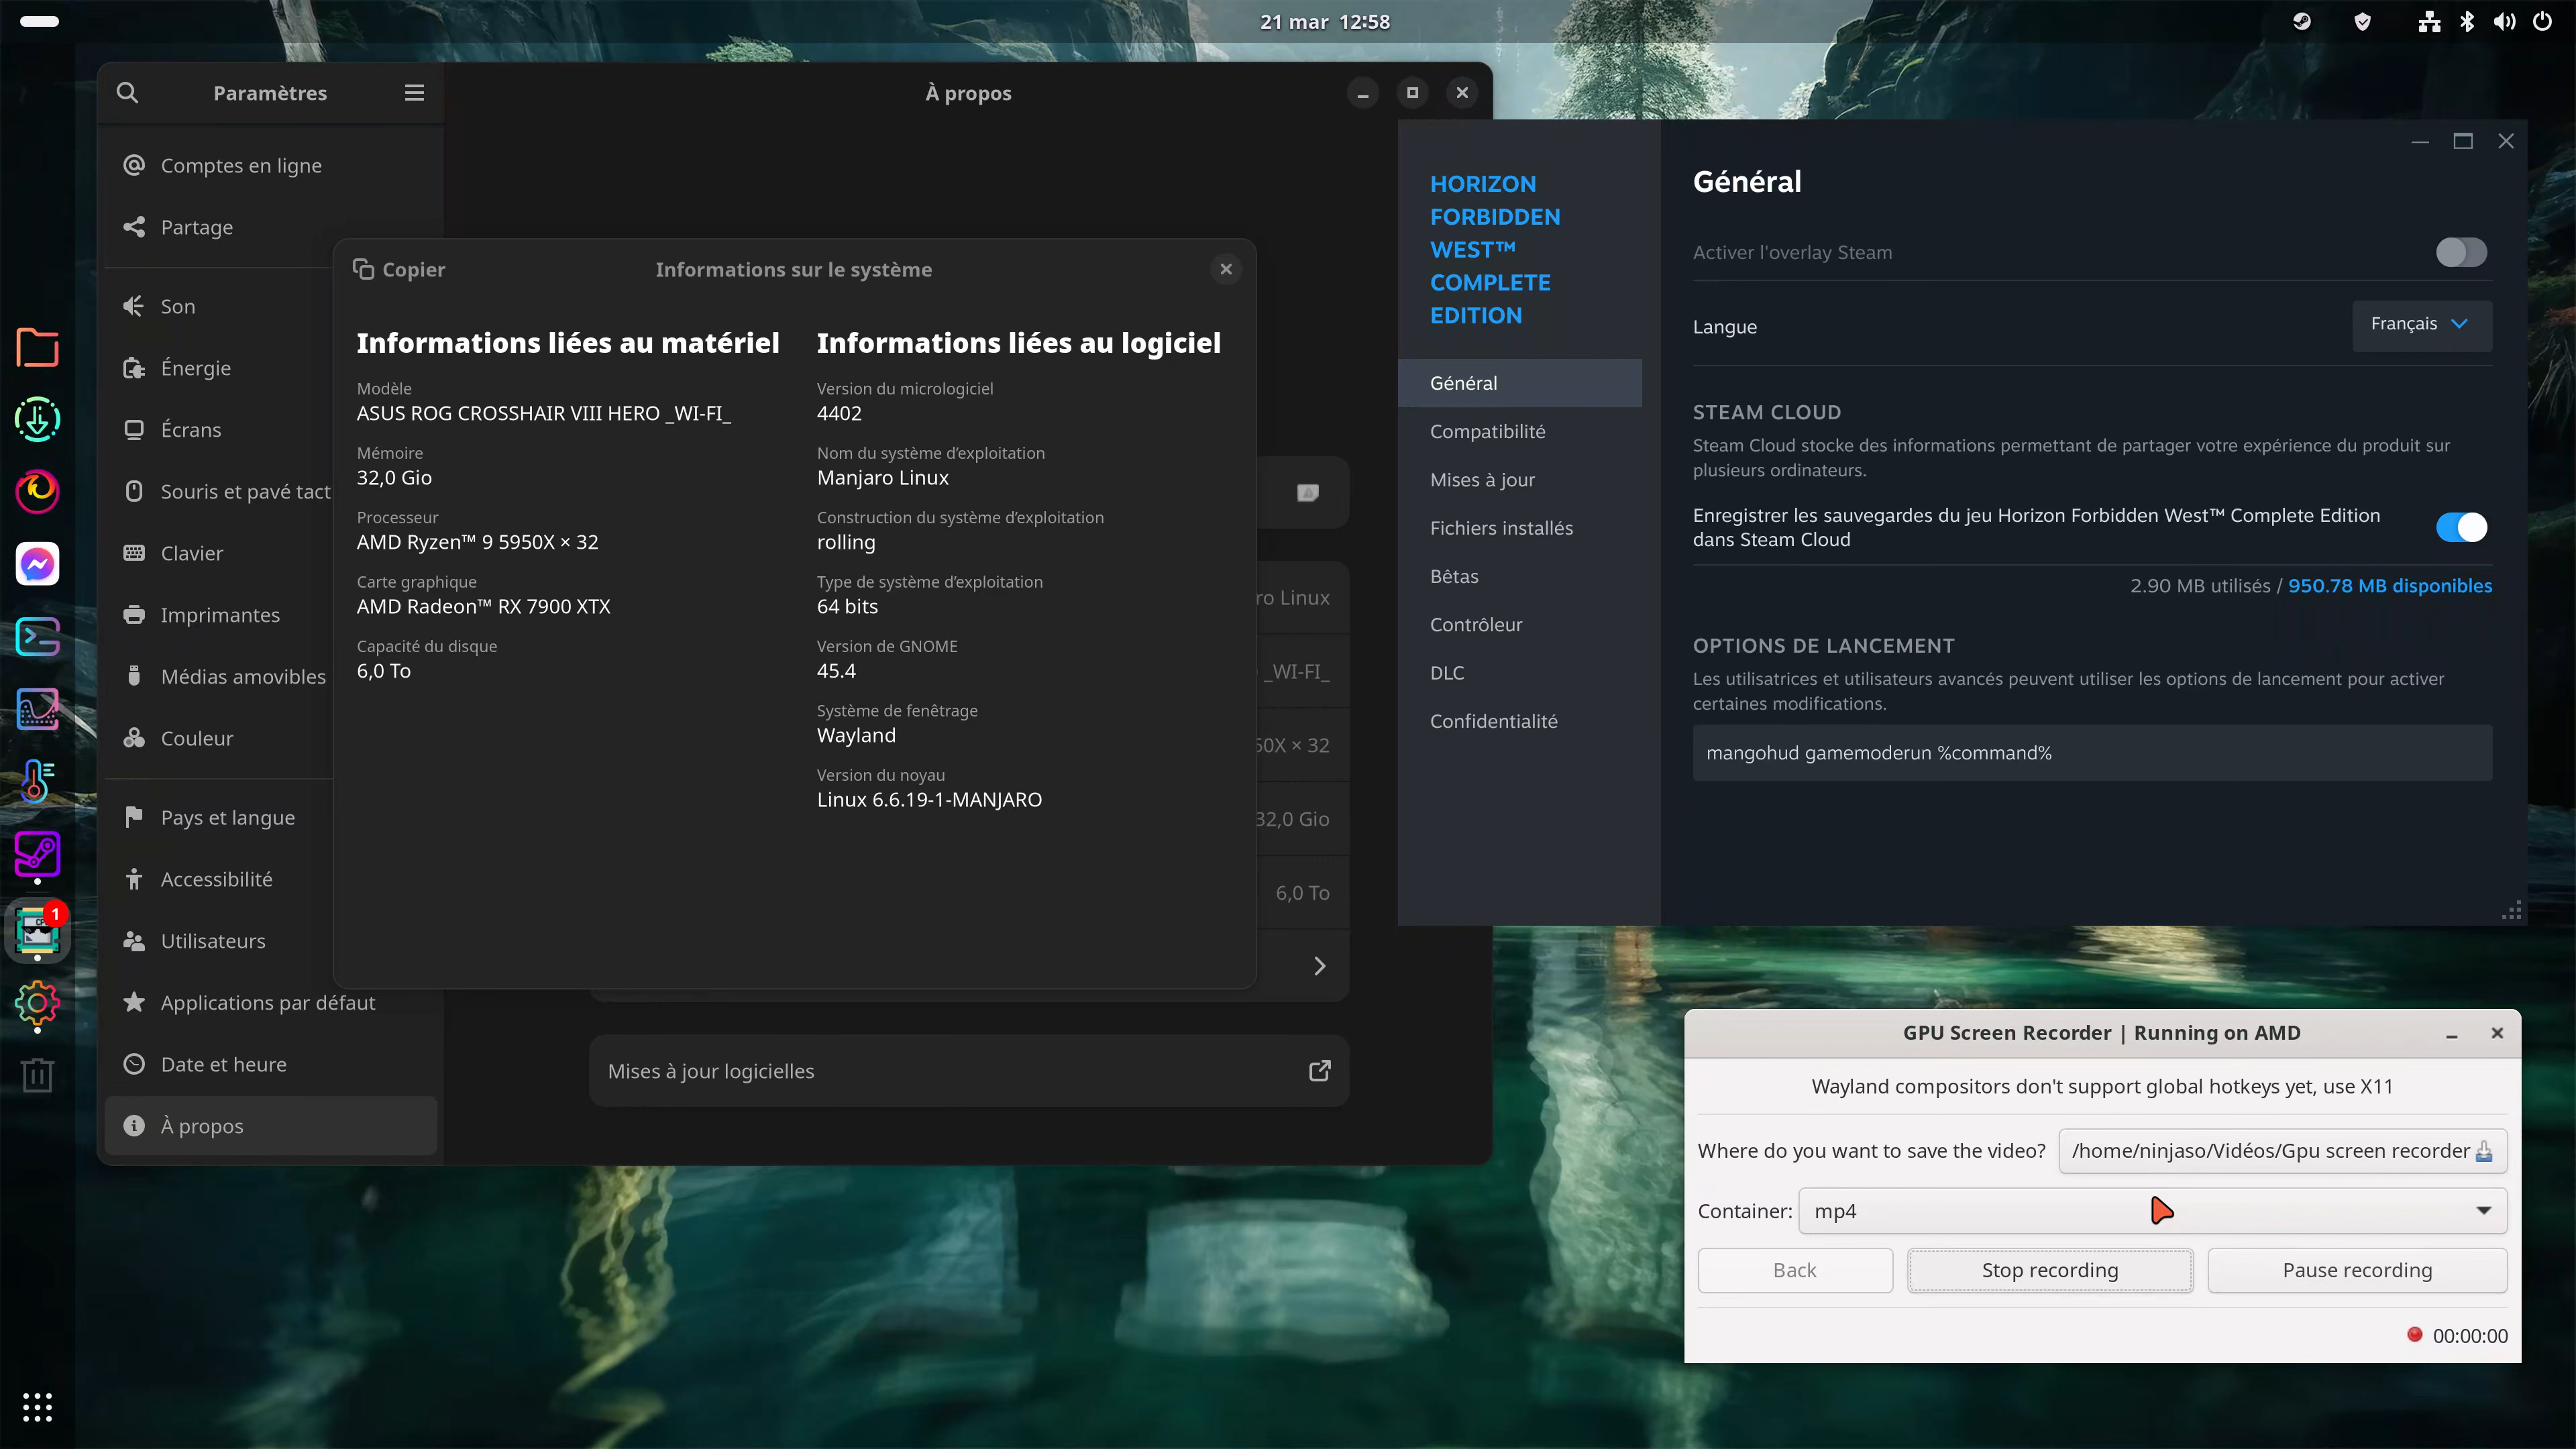 21 mar 12:58
Paramètres
À propos
Comptes en ligne
Partage
Son
Énergie
Écrans
Souris et pavé tact
Clavier
Imprimantes
Médias amovibles
Couleur
Pays et langue
Accessibilité
Utilisateurs
Applications par défaut
Date et heure
À propos
Copier
Informations sur le système
Informations liées au matériel
Modèle
ASUS ROG CROSSHAIR VIII HERO _WI-FI_
Mémoire
32,0 Gio
Processeur
AMD Ryzen™ 9 5950X × 32
Carte graphique
AMD Radeon™ RX 7900 XTX
Capacité du disque
6,0 To
Informations liées au logiciel
Version du micrologiciel
4402
Nom du système d’exploitation
Manjaro Linux
Construction du système d’exploitation
rolling
Type de système d’exploitation
64 bits
Version de GNOME
45.4
Système de fenêtrage
Wayland
Version du noyau
Linux 6.6.19-1-MANJARO
ro Linux
_WI-FI_
50X × 32
32,0 Gio
6,0 To
Mises à jour logicielles
HORIZON
FORBIDDEN
WEST™
COMPLETE
EDITION
Général
Compatibilité
Mises à jour
Fichiers installés
Bêtas
Contrôleur
DLC
Confidentialité
Général
Activer l'overlay Steam
Langue
Français
STEAM CLOUD
Steam Cloud stocke des informations permettant de partager votre expérience du produit sur
plusieurs ordinateurs.
Enregistrer les sauvegardes du jeu Horizon Forbidden West™ Complete Edition
dans Steam Cloud
2.90 MB utilisés / 950.78 MB disponibles
OPTIONS DE LANCEMENT
Les utilisatrices et utilisateurs avancés peuvent utiliser les options de lancement pour activer
certaines modifications.
mangohud gamemoderun %command%
1
GPU Screen Recorder | Running on AMD
Wayland compositors don't support global hotkeys yet, use X11
Where do you want to save the video?
/home/ninjaso/Vidéos/Gpu screen recorder
Container:
mp4
Back
Stop recording
Pause recording
00:00:00